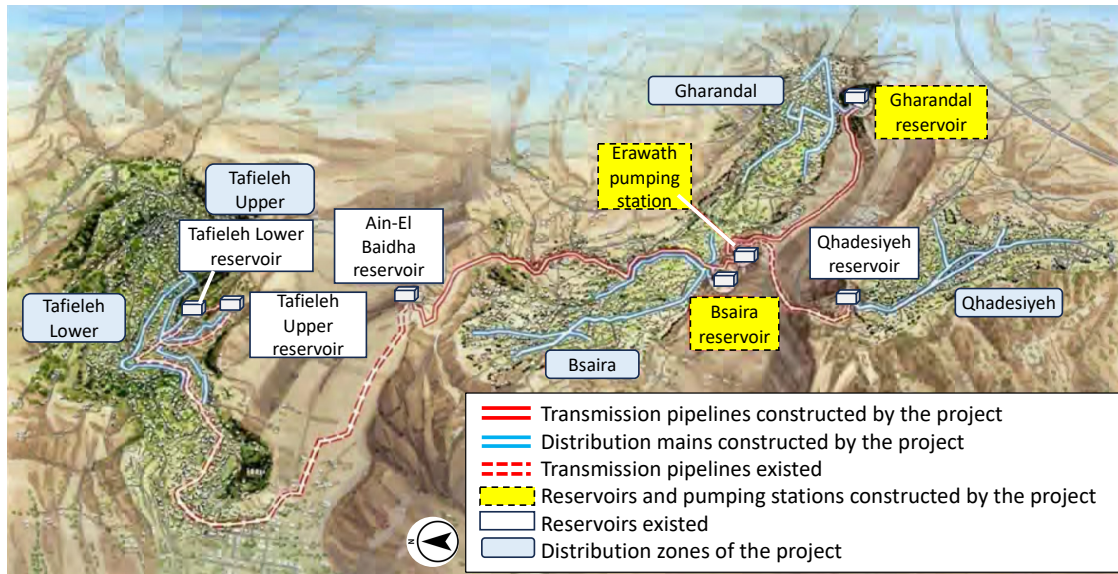 Gharandal
Gharandal
reservoir
Erawath
pumping
station
Tafieleh
Upper
Tafieleh Lower
reservoir
Ain-El
Baidha
reservoir
Qhadesiyeh
reservoir
Tafieleh
Lower
Tafieleh
Upper
reservoir
Bsaira
reservoir
Qhadesiyeh
Bsaira
Transmission pipelines constructed by the project
Distribution mains constructed by the project
Transmission pipelines existed
Reservoirs and pumping stations constructed by the project
Reservoirs existed
Distribution zones of the project
N